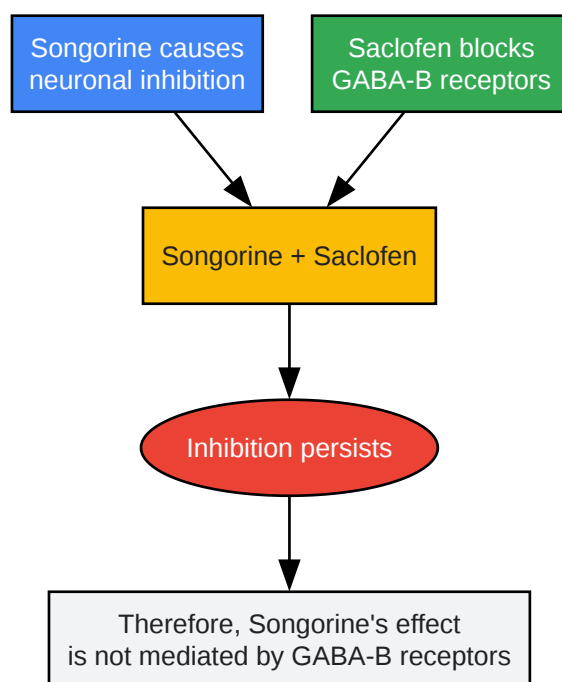 Songorine causes
neuronal inhibition
Saclofen blocks
GABA-B receptors
Songorine + Saclofen
Inhibition persists
Therefore, Songorine's effect
is not mediated by GABA-B receptors